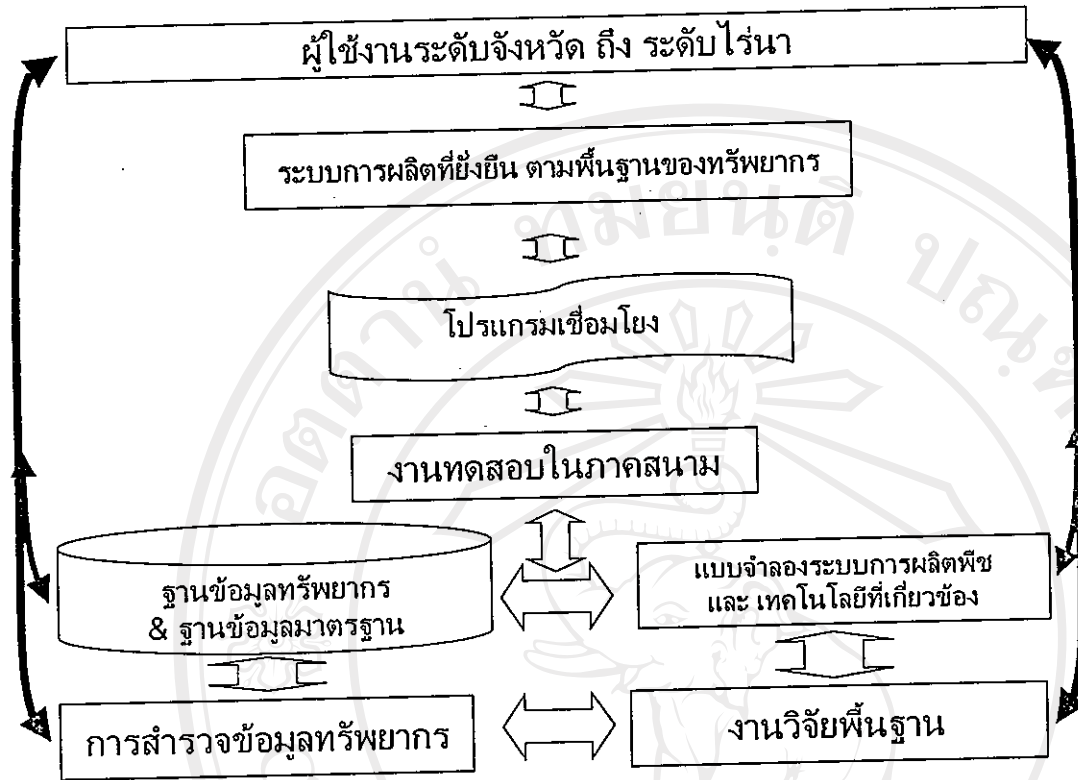 ผู้ใช้งานระดับจังหวัด ถึง ระดับไร่นา
ระบบการผลิตที่ยั่งยืน ตามพื้นฐานของทรัพยากร
โปรแกรมเชื่อมโยง
งานทดสอบในภาคสนาม
ฐานข้อมูลทรัพยากร
& ฐานข้อมูลมาตรฐาน
แบบจำลองระบบการผลิตพืช
และ เทคโนโลยีที่เกี่ยวข้อง
การสำรวจข้อมูลทรัพยากร
งานวิจัยพื้นฐาน